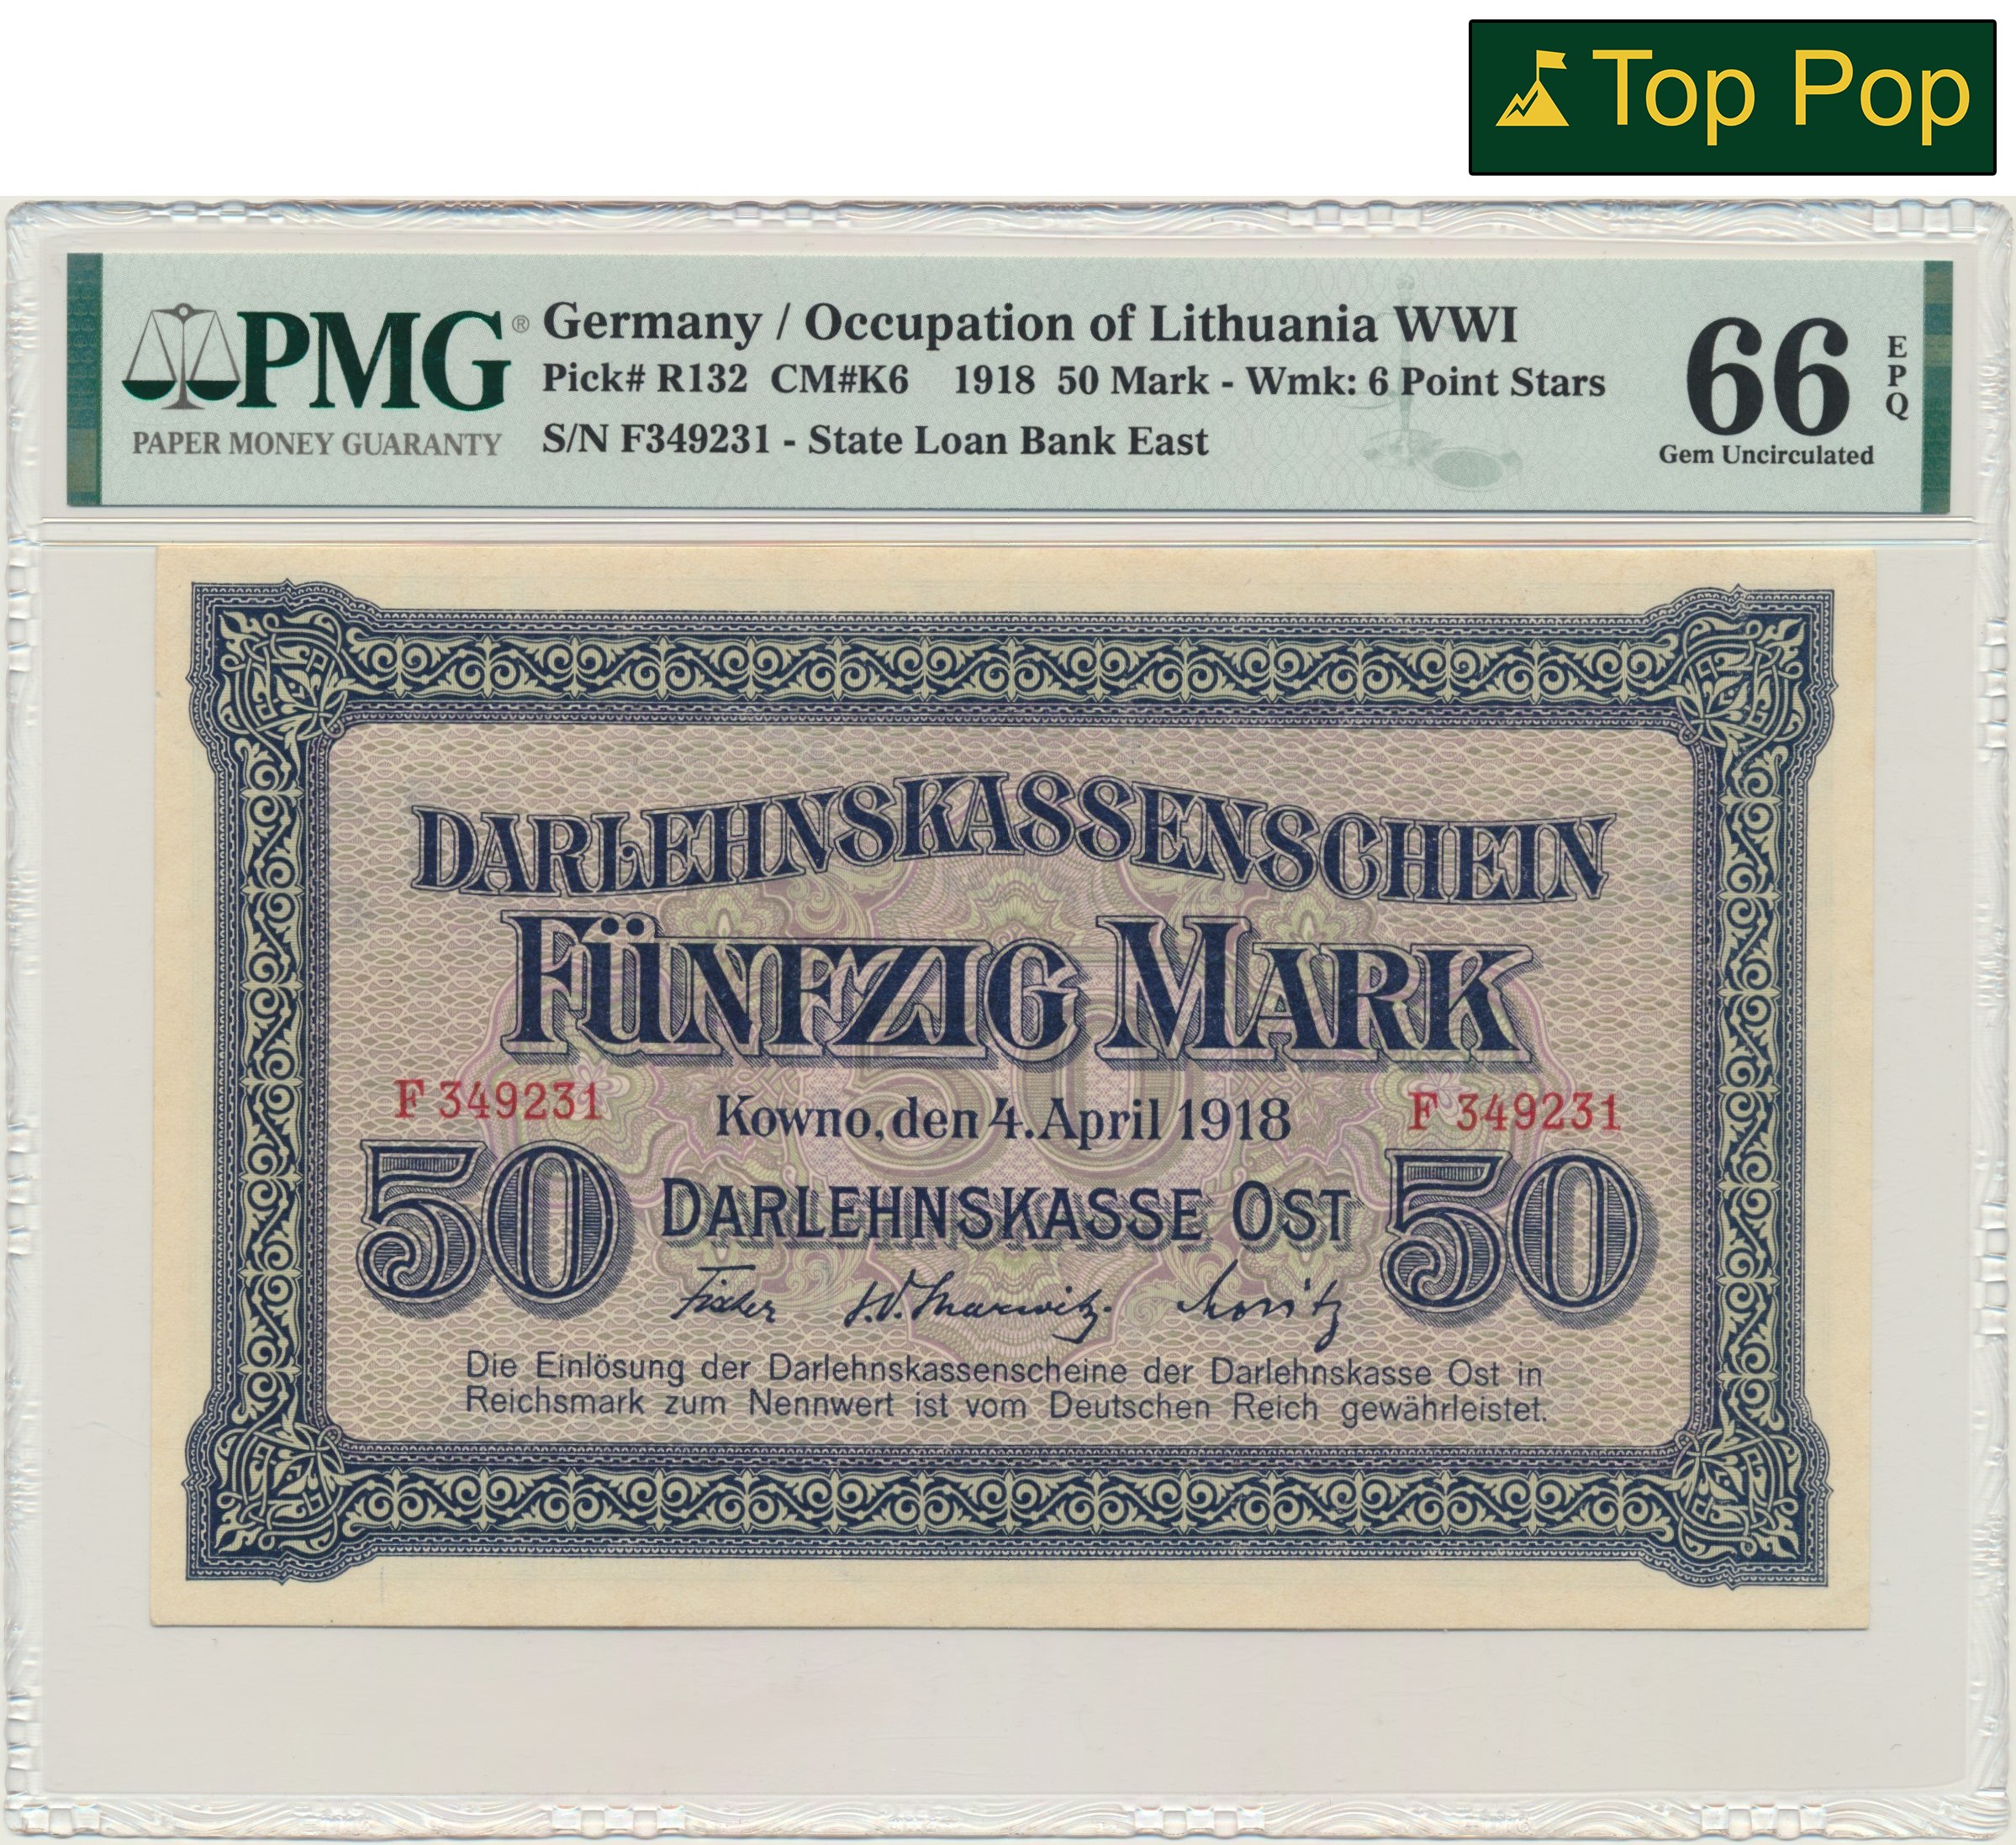 Top Pop
PMG® Germany / Occupation of Lithuania WWI
Pick# R132 CM#K6 1918 50 Mark - Wmk: 6 Point Stars
PAPER MONEY GUARANTY S/N F349231 - State Loan Bank East
66 EPQ
Gem Uncirculated
DARLEHNSKASSENSCHEIN
FÜNFZIG MARK
50
F 349231 F 349231
Kowno, den 4. April 1918
50 DARLEHNSKASSE OST 50
Fischer
Die Einlösung der Darlehnskassenscheine der Darlehnskasse Ost in
Reichsmark zum Nennwert ist vom Deutschen Reich gewährleistet.